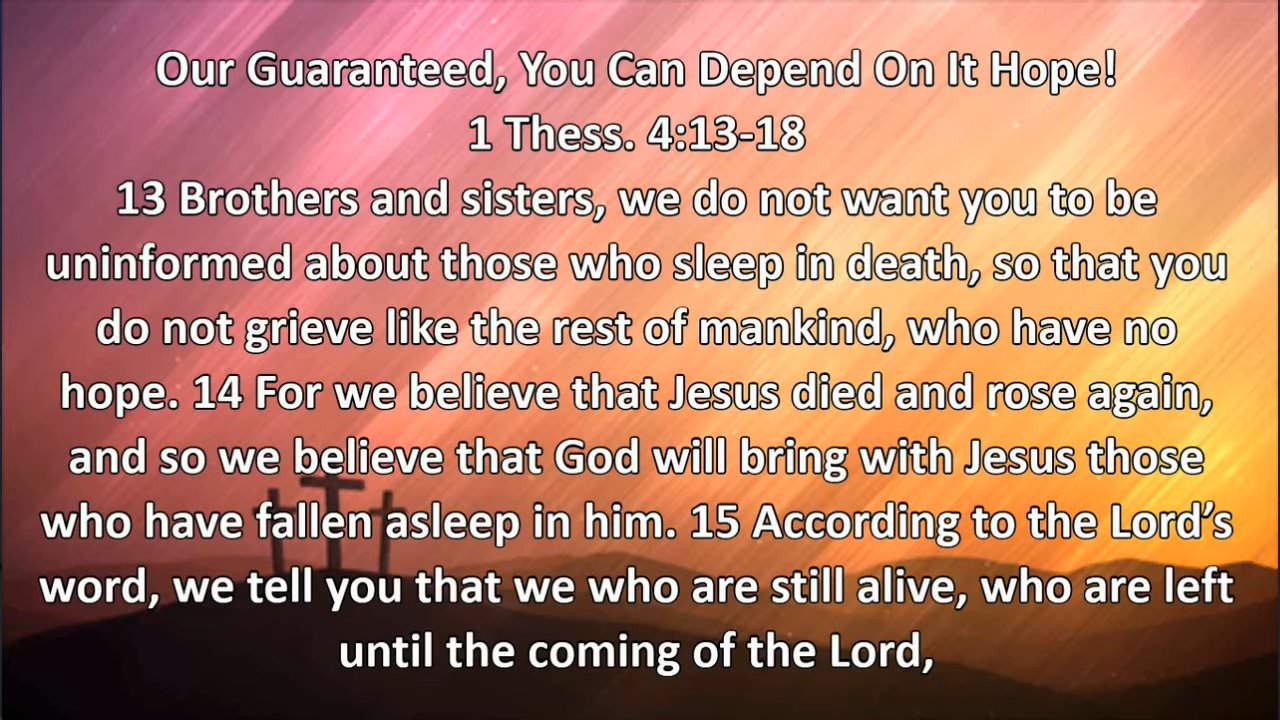 Our Guaranteed, You Can Depend On It Hope!
1 Thess. 4:13-18
13 Brothers and sisters, we do not want you to be
uninformed about those who sleep in death, so that you
do not grieve like the rest of mankind, who have no
hope. 14 For we believe that Jesus died and rose again,
and so we believe that God will bring with Jesus those
who have fallen asleep in him. 15 According to the Lord’s
word, we tell you that we who are still alive, who are left
until the coming of the Lord,